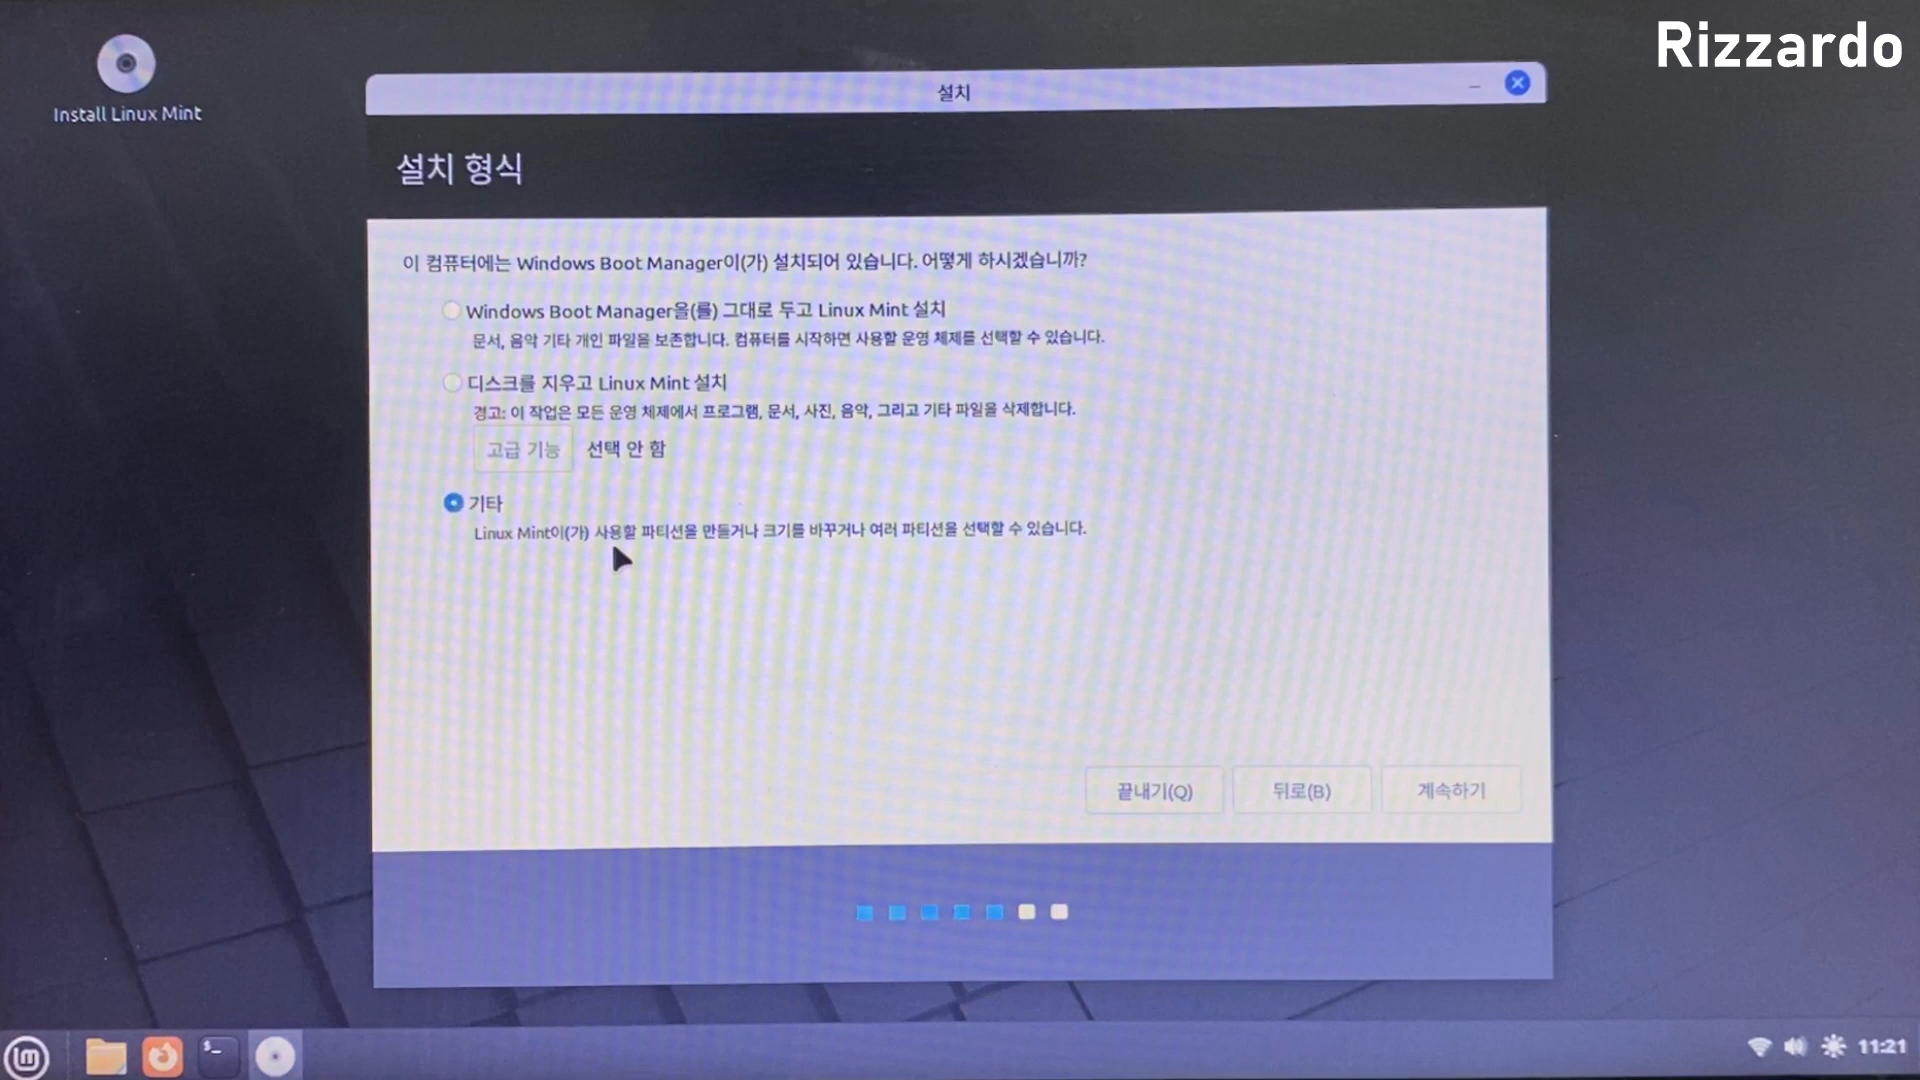 Rizzardo
Install Linux Mint
설치
설치 형식
이 컴퓨터에는 Windows Boot Manager이(가) 설치되어 있습니다. 어떻게 하시겠습니까?
Windows Boot Manager을(를) 그대로 두고 Linux Mint 설치
문서, 음악 기타 개인 파일을 보존합니다. 컴퓨터를 시작하면 사용할 운영 체제를 선택할 수 있습니다.
디스크를 지우고 Linux Mint 설치
경고: 이 작업은 모든 운영 체제에서 프로그램, 문서, 사진, 음악, 그리고 기타 파일을 삭제합니다.
고급 기능 선택 안 함
기타
Linux Mint이(가) 사용할 파티션을 만들거나 크기를 바꾸거나 여러 파티션을 선택할 수 있습니다.
끝내기(Q) 뒤로(B) 계속하기
$_
11:21